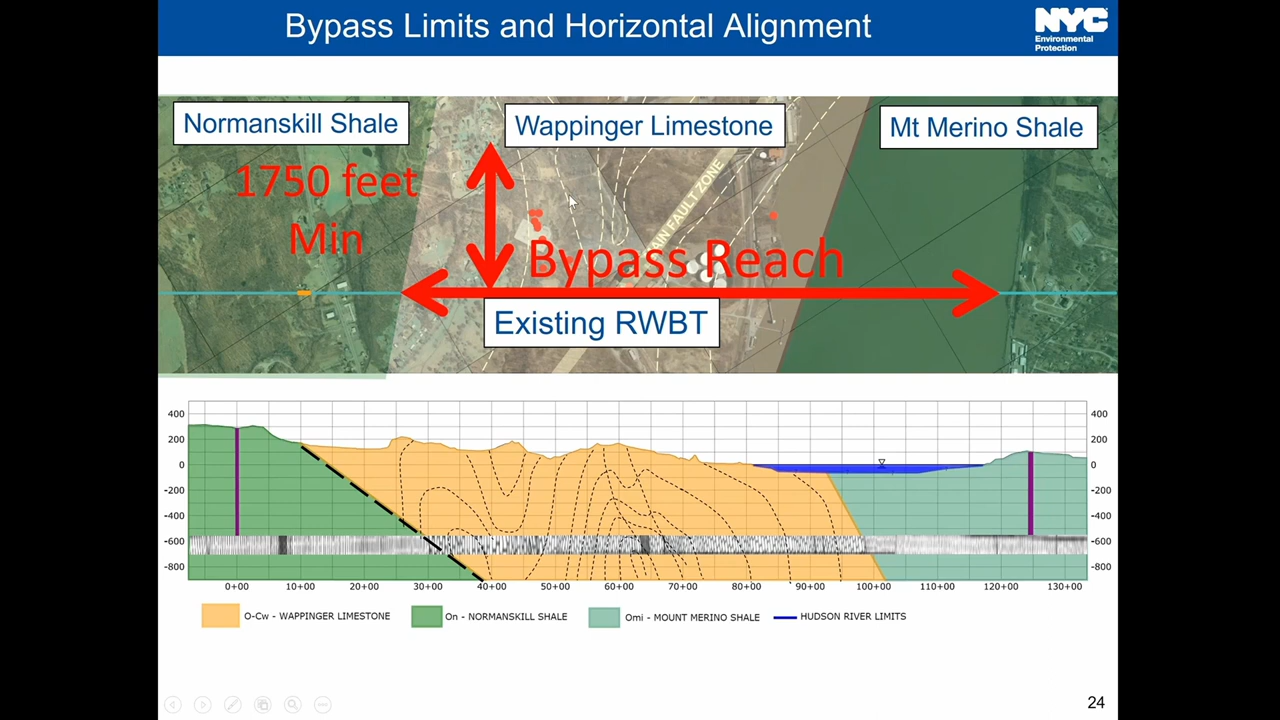 Bypass Limits and Horizontal Alignment
NYC
Environmental
Protection
Normanskill Shale
Wappinger Limestone
Mt Merino Shale
1750 feet
Min
AIN FAULT ZONE
Bypass Reach
Existing RWBT
400
200
0
-200
-400
-600
-800
400
200
0
-200
-400
-600
-800
0+00 10+00 20+00 30+00 40+00 50+00 60+00 70+00 80+00 90+00 100+00 110+00 120+00 130+00
O-Cw - WAPPINGER LIMESTONE On - NORMANSKILL SHALE Omi - MOUNT MERINO SHALE HUDSON RIVER LIMITS
24